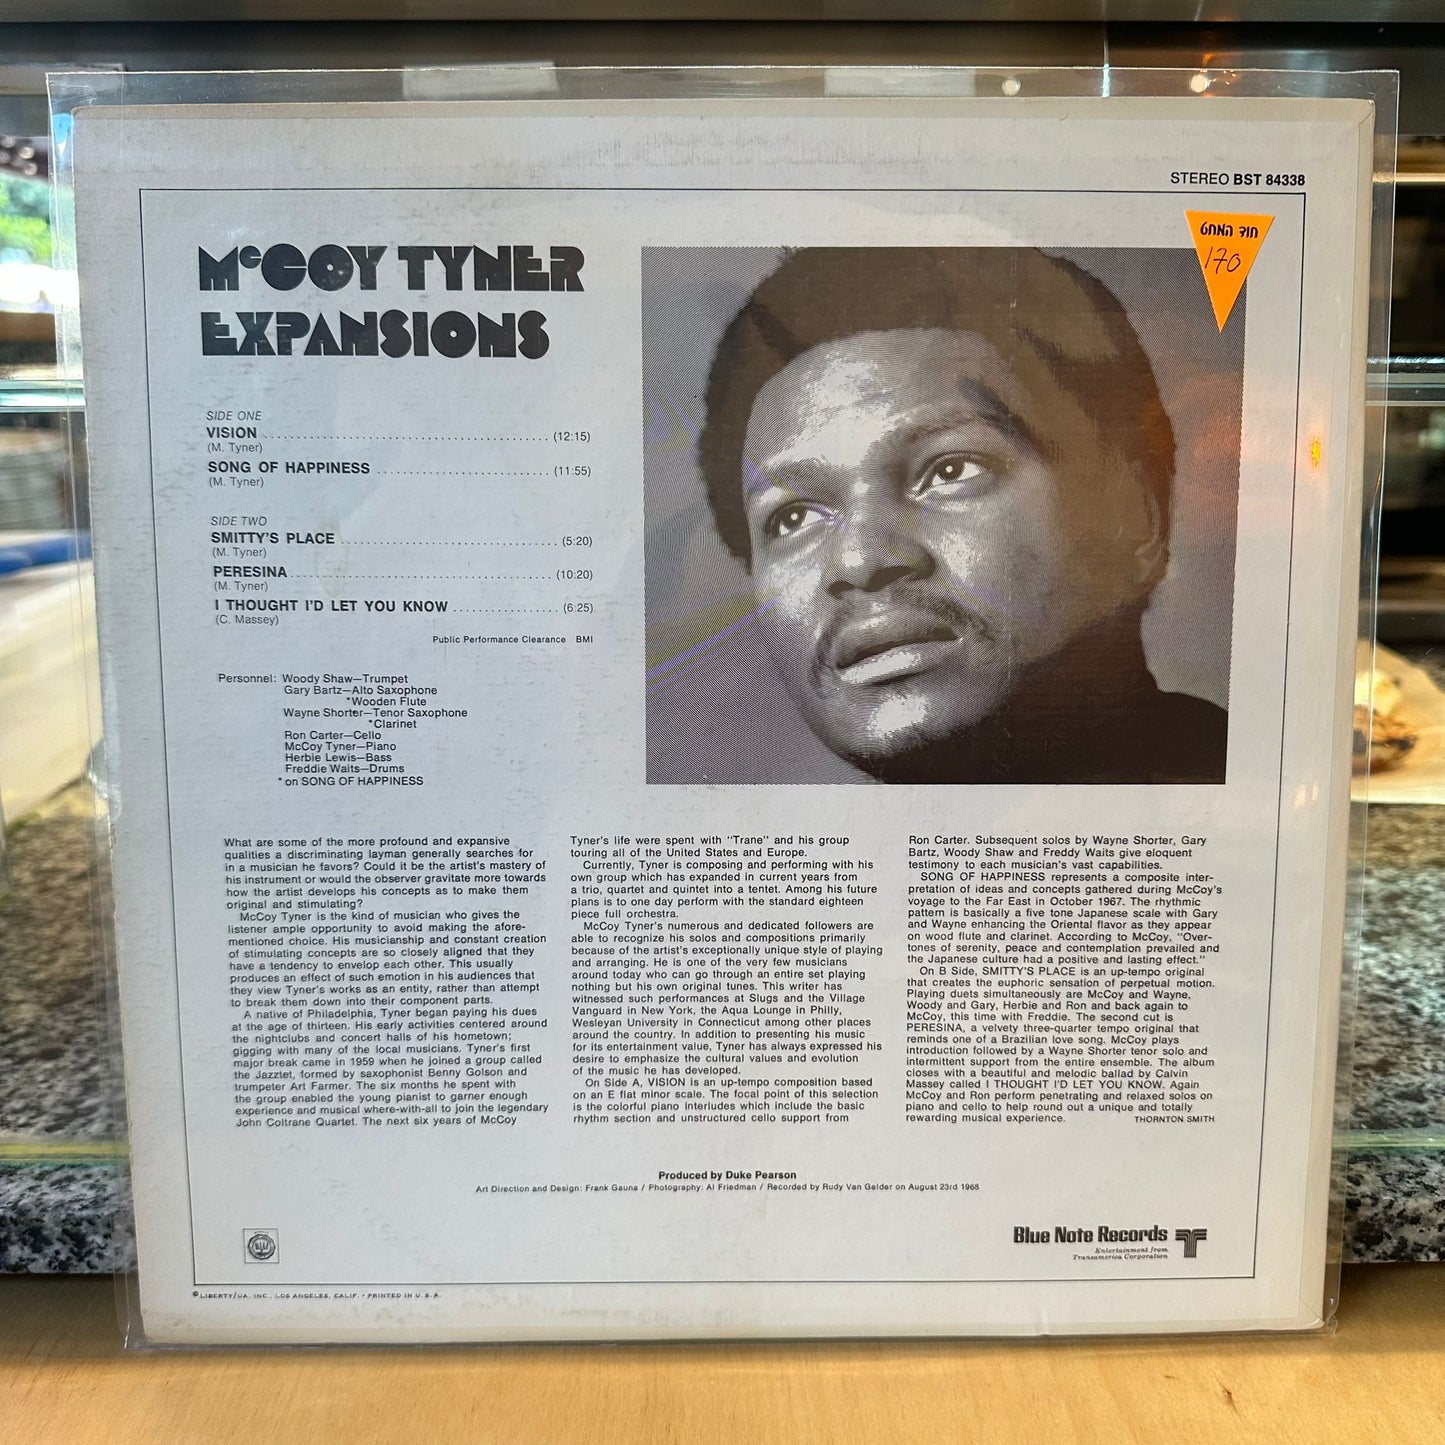 STEREO BST 84338
חוד המחט
170
McCOY TYNER
EXPANSIONS
SIDE ONE
VISION (12:15)
(M. Tyner)
SONG OF HAPPINESS (11:55)
(M. Tyner)
SIDE TWO
SMITTY'S PLACE (5:20)
(M. Tyner)
PERESINA (10:20)
(M. Tyner)
I THOUGHT I'D LET YOU KNOW (6:25)
(C. Massey)
Public Performance Clearance BMI
Personnel: Woody Shaw—Trumpet
Gary Bartz—Alto Saxophone
*Wooden Flute
Wayne Shorter—Tenor Saxophone
*Clarinet
Ron Carter—Cello
McCoy Tyner—Piano
Herbie Lewis—Bass
Freddie Waits—Drums
* on SONG OF HAPPINESS
What are some of the more profound and expansive
qualities a discriminating layman generally searches for
in a musician he favors? Could it be the artist's mastery of
his instrument or would the observer gravitate more towards
how the artist develops his concepts as to make them
original and stimulating?
McCoy Tyner is the kind of musician who gives the
listener ample opportunity to avoid making the afore-
mentioned choice. His musicianship and constant creation
of stimulating concepts are so closely aligned that they
have a tendency to envelop each other. This usually
produces an effect of such emotion in his audiences that
they view Tyner's works as an entity, rather than attempt
to break them down into their component parts.
A native of Philadelphia, Tyner began paying his dues
at the age of thirteen. His early activities centered around
the nightclubs and concert halls of his hometown;
gigging with many of the local musicians. Tyner's first
major break came in 1959 when he joined a group called
the Jazztet, formed by saxophonist Benny Golson and
trumpeter Art Farmer. The six months he spent with
the group enabled the young pianist to garner enough
experience and musical where-with-all to join the legendary
John Coltrane Quartet. The next six years of McCoy
Tyner's life were spent with "Trane" and his group
touring all of the United States and Europe.
Currently, Tyner is composing and performing with his
own group which has expanded in current years from
a trio, quartet and quintet into a tentet. Among his future
plans is to one day perform with the standard eighteen
piece full orchestra.
McCoy Tyner's numerous and dedicated followers are
able to recognize his solos and compositions primarily
because of the artist's exceptionally unique style of playing
and arranging. He is one of the very few musicians
around today who can go through an entire set playing
nothing but his own original tunes. This writer has
witnessed such performances at Slugs and the Village
Vanguard in New York, the Aqua Lounge in Philly,
Wesleyan University in Connecticut among other places
around the country. In addition to presenting his music
for its entertainment value, Tyner has always expressed his
desire to emphasize the cultural values and evolution
of the music he has developed.
On Side A, VISION is an up-tempo composition based
on an E flat minor scale. The focal point of this selection
is the colorful piano interludes which include the basic
rhythm section and unstructured cello support from
Ron Carter. Subsequent solos by Wayne Shorter, Gary
Bartz, Woody Shaw and Freddy Waits give eloquent
testimony to each musician's vast capabilities.
SONG OF HAPPINESS represents a composite inter-
pretation of ideas and concepts gathered during McCoy's
voyage to the Far East in October 1967. The rhythmic
pattern is basically a five tone Japanese scale with Gary
and Wayne enhancing the Oriental flavor as they appear
on wood flute and clarinet. According to McCoy, "Over-
tones of serenity, peace and contemplation prevailed and
the Japanese culture had a positive and lasting effect."
On B Side, SMITTY'S PLACE is an up-tempo original
that creates the euphoric sensation of perpetual motion.
Playing duets simultaneously are McCoy and Wayne,
Woody and Gary, Herbie and Ron and back again to
McCoy, this time with Freddie. The second cut is
PERESINA, a velvety three-quarter tempo original that
reminds one of a Brazilian love song. McCoy plays
introduction followed by a Wayne Shorter tenor solo and
intermittent support from the entire ensemble. The album
closes with a beautiful and melodic ballad by Calvin
Massey called I THOUGHT I'D LET YOU KNOW. Again
McCoy and Ron perform penetrating and relaxed solos on
piano and cello to help round out a unique and totally
rewarding musical experience. THORNTON SMITH
Produced by Duke Pearson
Art Direction and Design: Frank Gauna / Photography: Al Friedman / Recorded by Rudy Van Gelder on August 23rd 1968
Blue Note Records
Entertainment from
Transamerica Corporation
© LIBERTY/UA, INC., LOS ANGELES, CALIF. • PRINTED IN U.S.A.